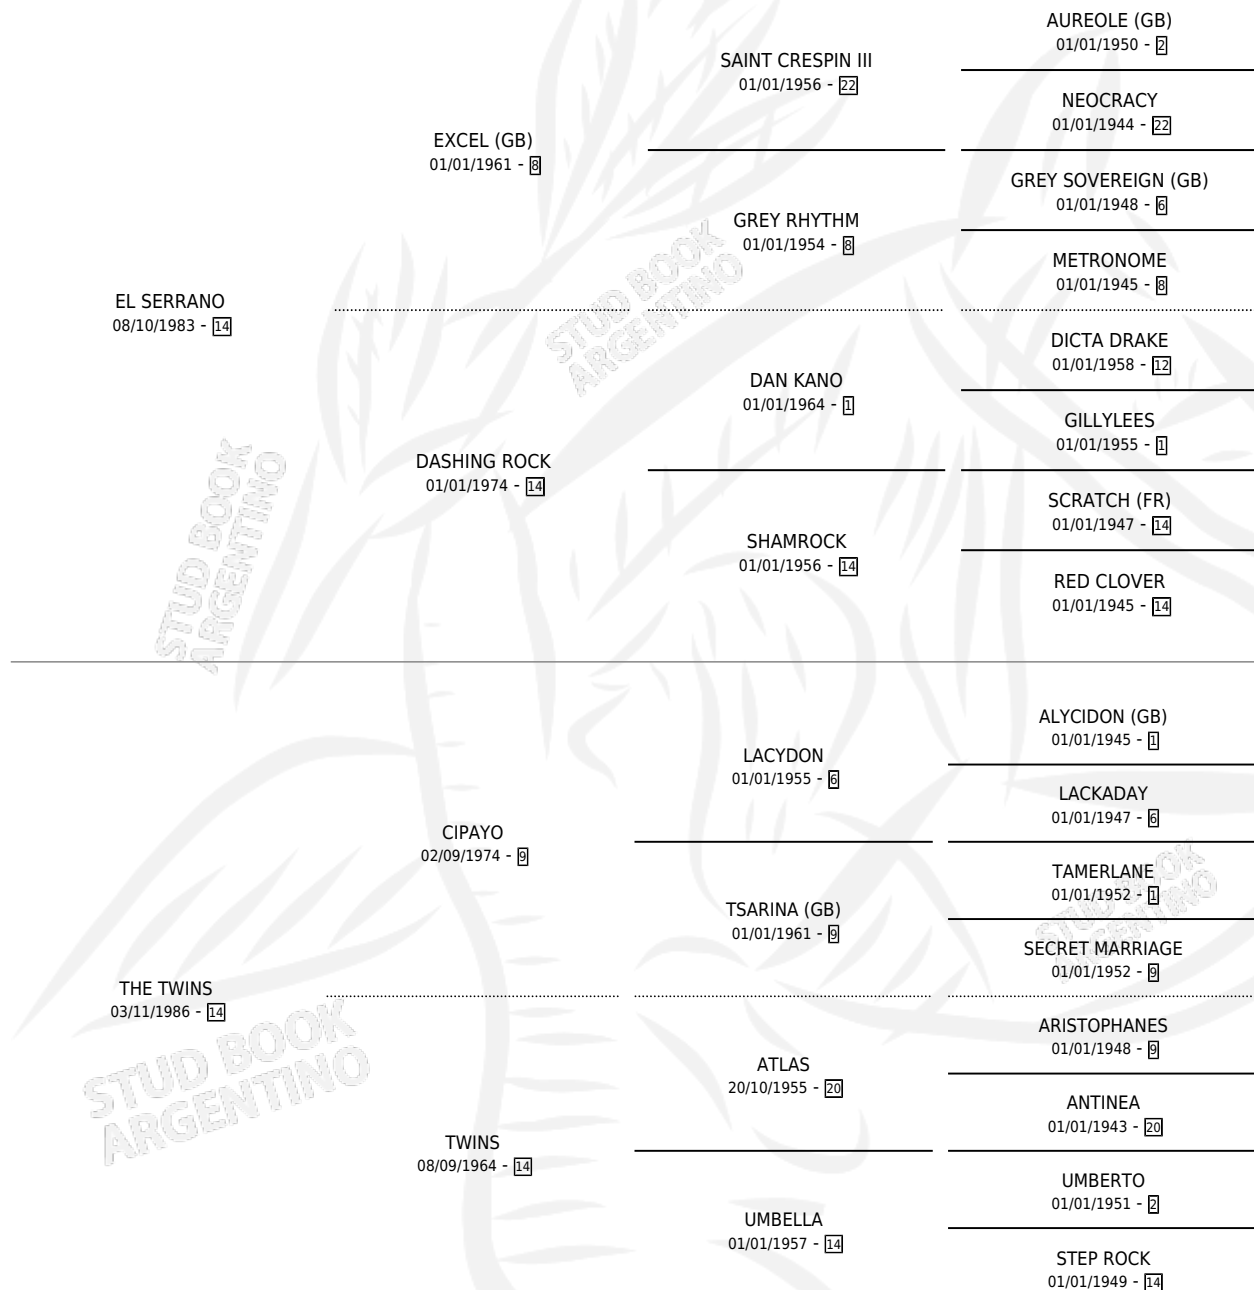 AUREOLE (GB)
01/01/1950 - 2
SAINT CRESPIN III
01/01/1956 - 22
NEOCRACY
01/01/1944 - 22
EXCEL (GB)
01/01/1961 - 8
GREY SOVEREIGN (GB)
01/01/1948 - 6
GREY RHYTHM
01/01/1954 - 8
METRONOME
01/01/1945 - 8
EL SERRANO
08/10/1983 - 14
DICTA DRAKE
01/01/1958 - 12
DAN KANO
01/01/1964 - 1
GILLYLEES
01/01/1955 - 1
DASHING ROCK
01/01/1974 - 14
SCRATCH (FR)
01/01/1947 - 14
SHAMROCK
01/01/1956 - 14
RED CLOVER
01/01/1945 - 14
ALYCIDON (GB)
01/01/1945 - 1
LACYDON
01/01/1955 - 6
LACKADAY
01/01/1947 - 6
CIPAYO
02/09/1974 - 9
TAMERLANE
01/01/1952 - 1
TSARINA (GB)
01/01/1961 - 9
SECRET MARRIAGE
01/01/1952 - 9
THE TWINS
03/11/1986 - 14
ARISTOPHANES
01/01/1948 - 9
ATLAS
20/10/1955 - 20
ANTINEA
01/01/1943 - 20
TWINS
08/09/1964 - 14
UMBERTO
01/01/1951 - 2
UMBELLA
01/01/1957 - 14
STEP ROCK
01/01/1949 - 14
STUD BOOK
ARGENTINO
STUD BOOK
ARGENTINO
STUD BOOK
ARGENTINO
STUD BOOK
ARGENTINO